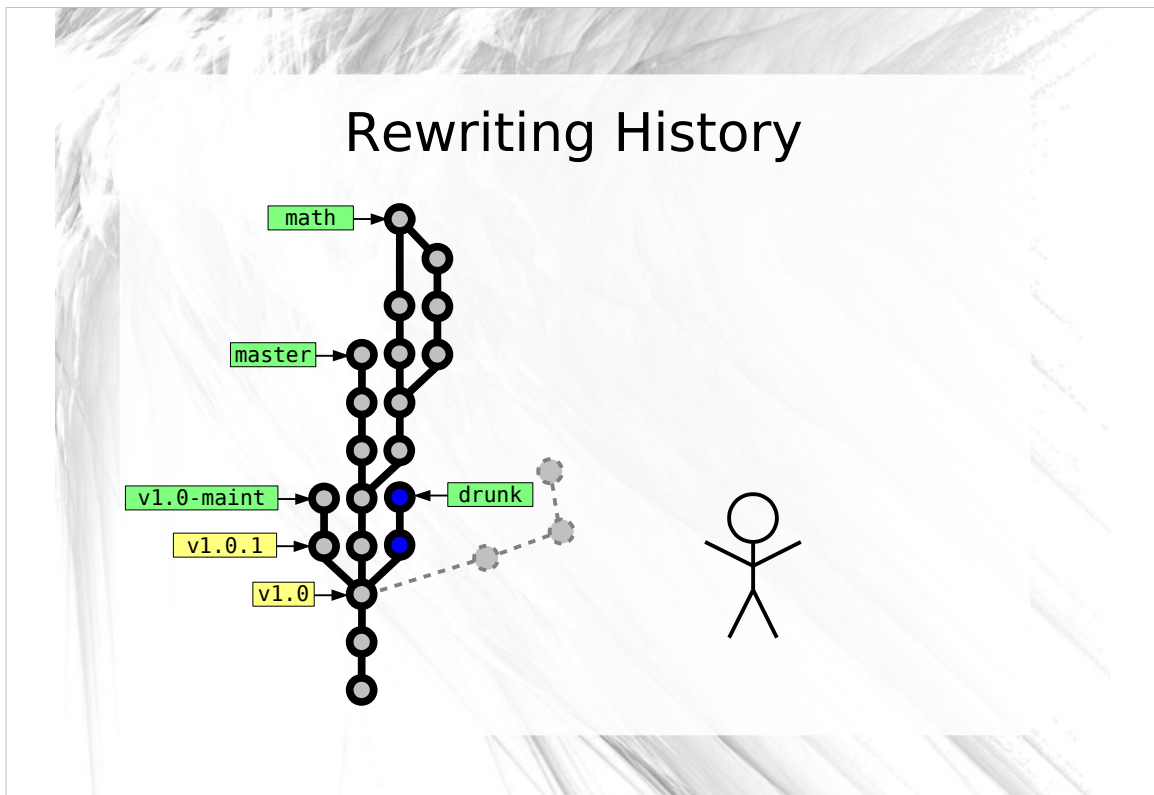 Rewriting History
math
master
v1.0-maint
drunk
v1.0.1
v1.0